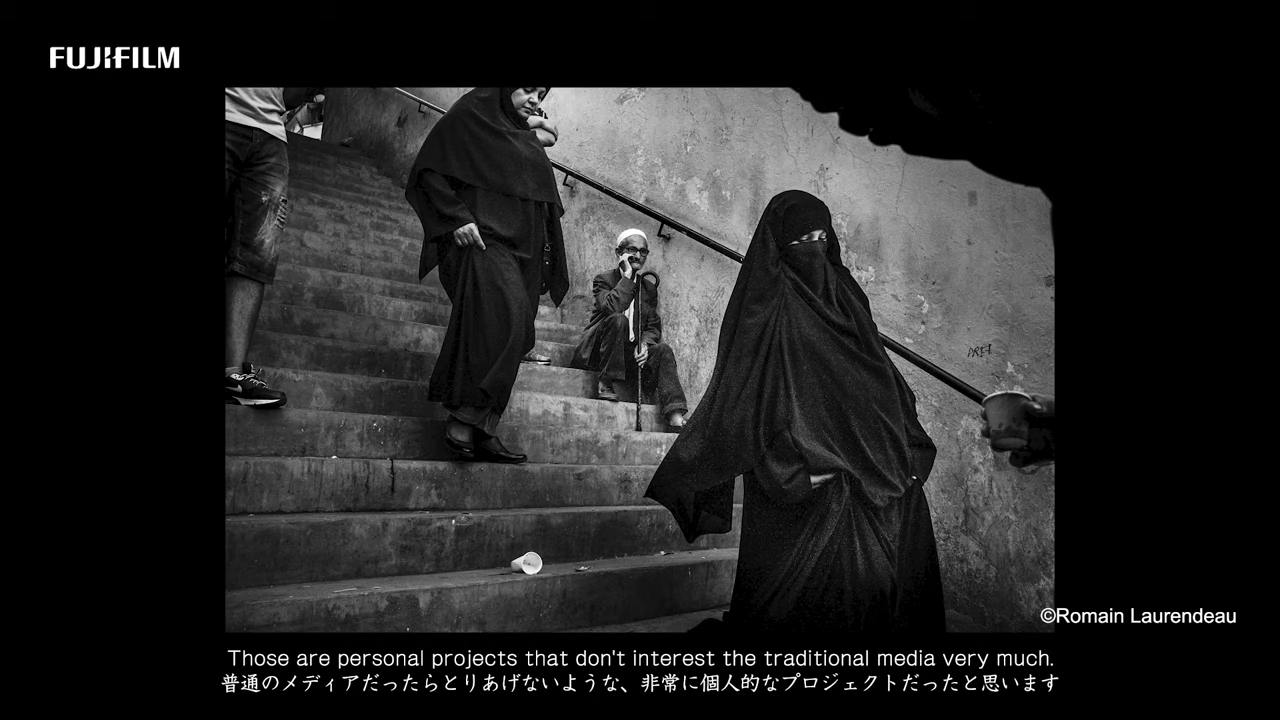 FUJIFILM
©Romain Laurendeau
Those are personal projects that don't interest the traditional media very much.
普通のメディアだったらとりあげないような、非常に個人的なプロジェクトだったと思います